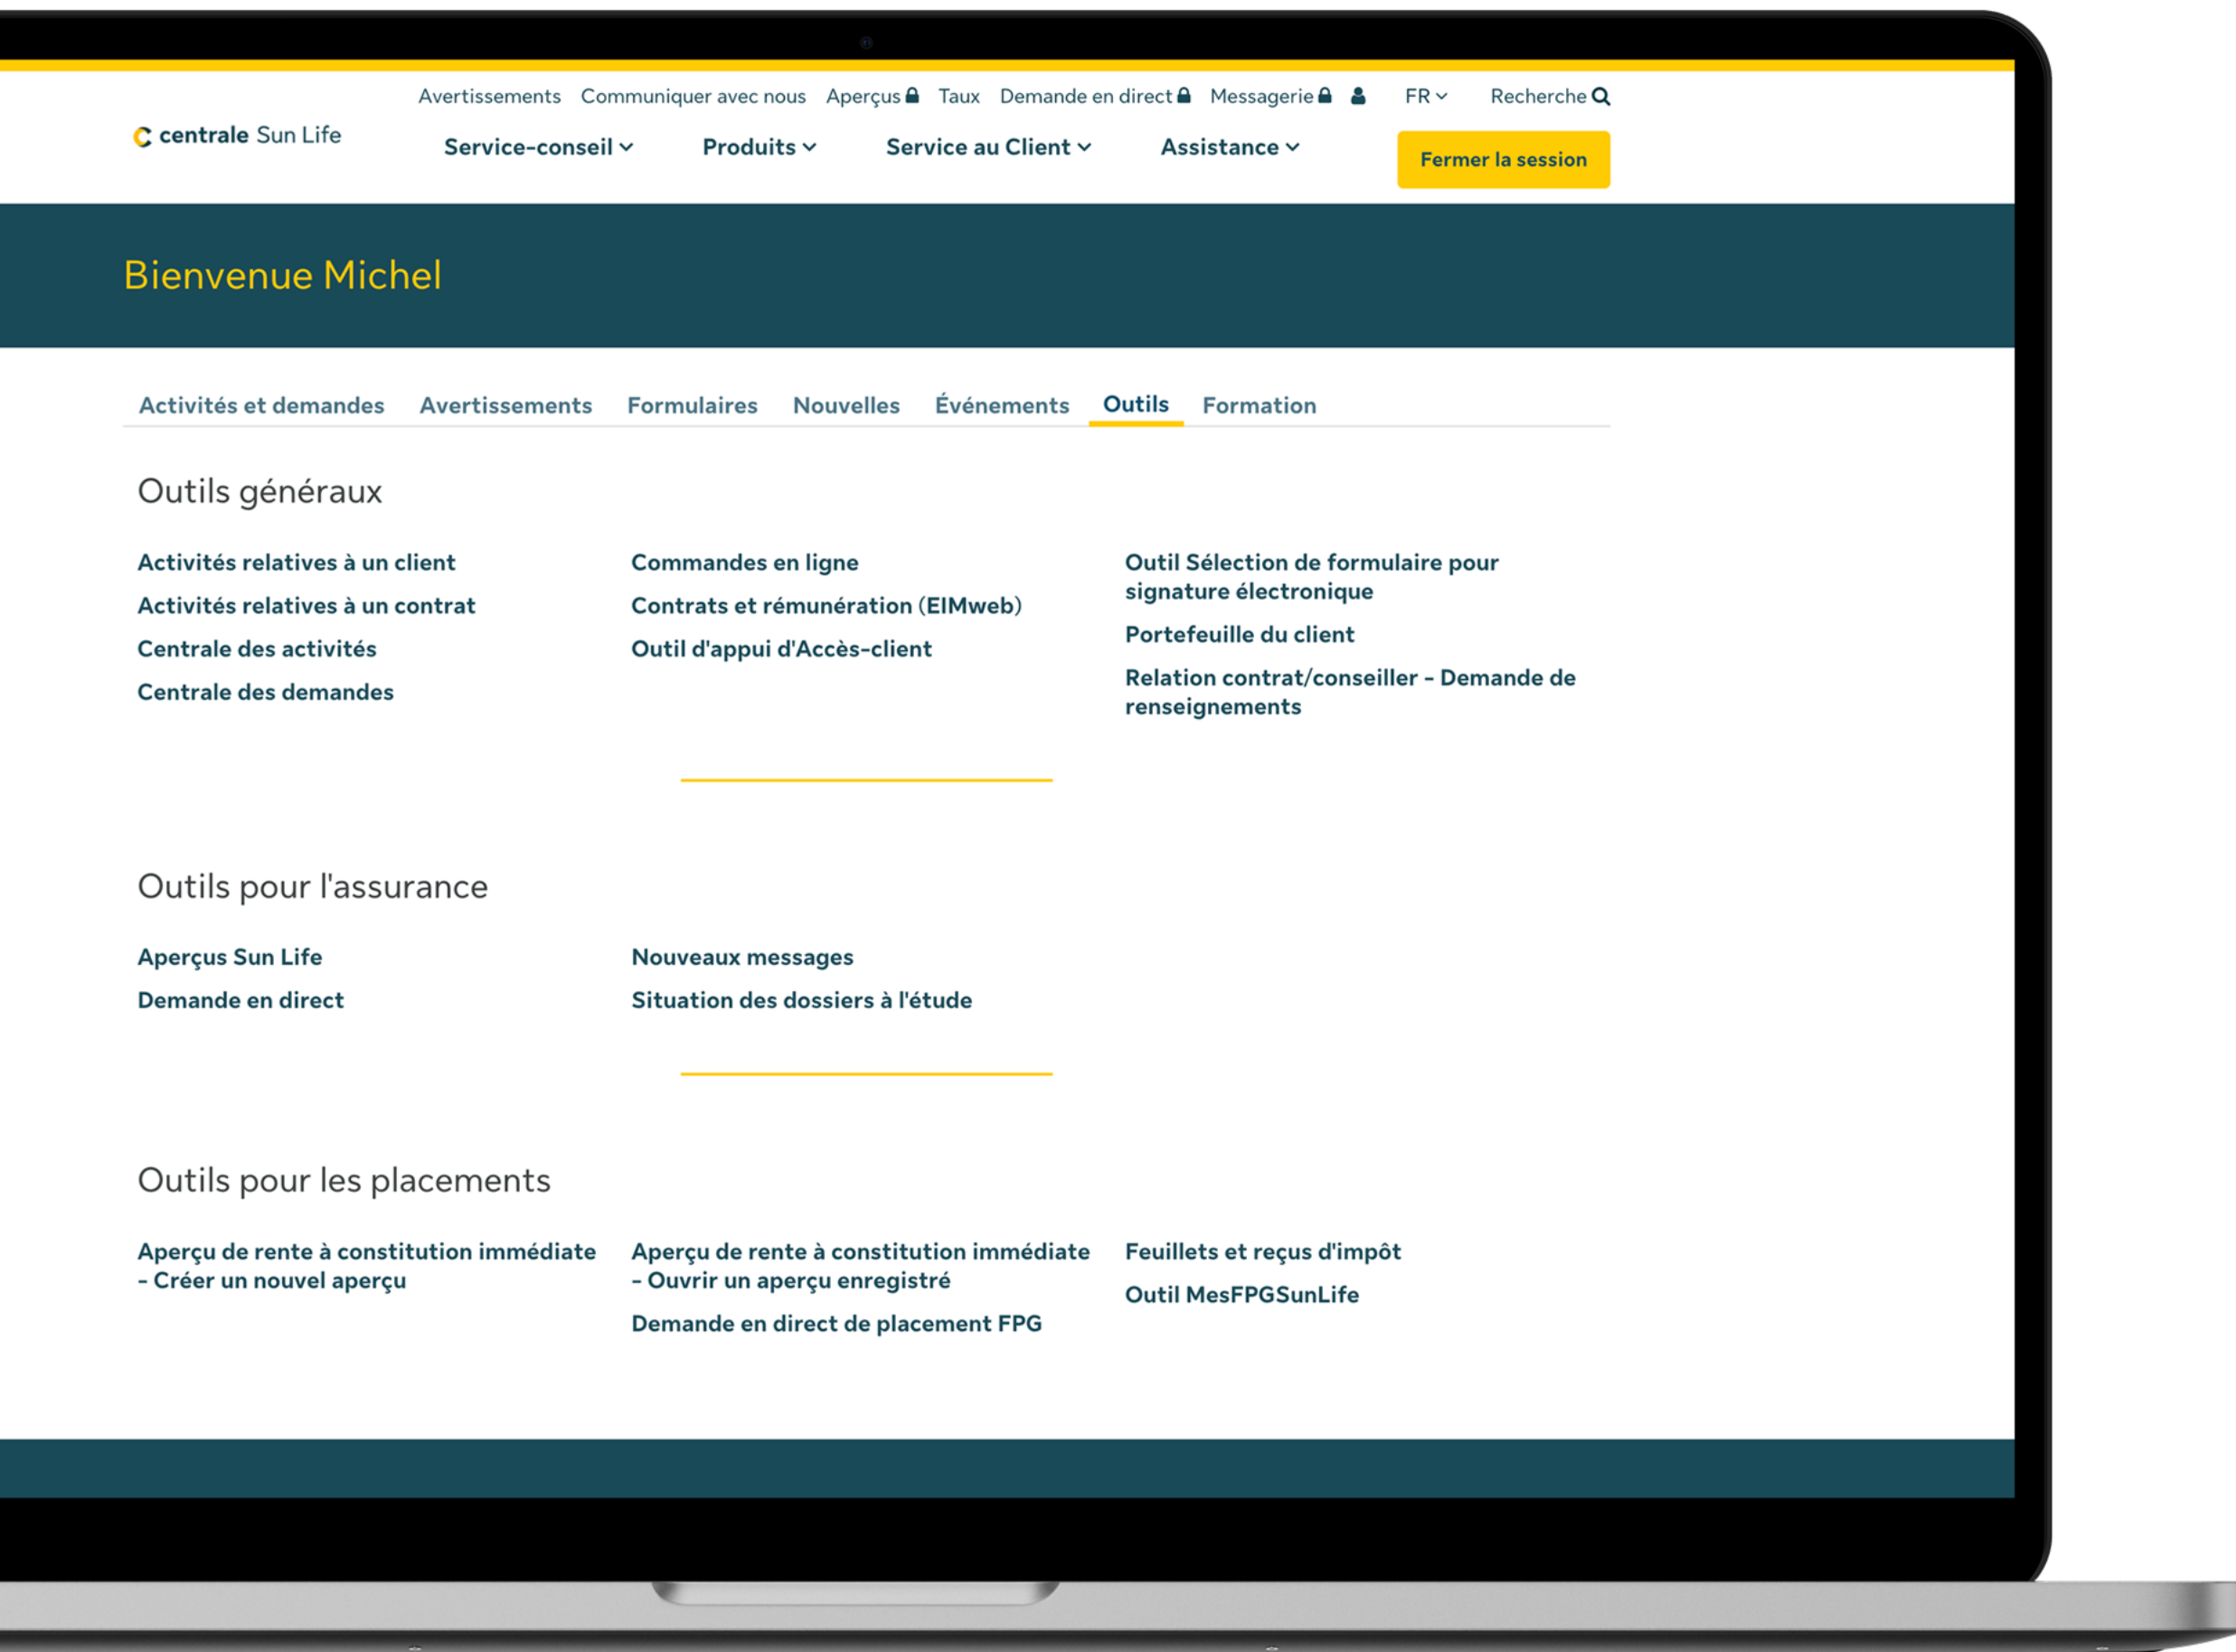 Avertissements Communiquer avec nous Aperçus Taux Demande en direct Messagerie FR Recherche
centrale Sun Life
Service-conseil Produits Service au Client Assistance
Fermer la session
Bienvenue Michel
Activités et demandes Avertissements Formulaires Nouvelles Événements Outils Formation
Outils généraux
Activités relatives à un client
Activités relatives à un contrat
Centrale des activités
Centrale des demandes
Commandes en ligne
Contrats et rémunération (EIMweb)
Outil d'appui d'Accès-client
Outil Sélection de formulaire pour
signature électronique
Portefeuille du client
Relation contrat/conseiller - Demande de
renseignements
Outils pour l'assurance
Aperçus Sun Life
Demande en direct
Nouveaux messages
Situation des dossiers à l'étude
Outils pour les placements
Aperçu de rente à constitution immédiate
- Créer un nouvel aperçu
Aperçu de rente à constitution immédiate
- Ouvrir un aperçu enregistré
Demande en direct de placement FPG
Feuillets et reçus d'impôt
Outil MesFPGSunLife